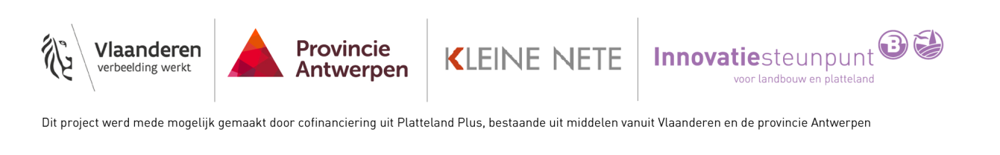 Vlaanderen
verbeelding werkt
Provincie
Antwerpen
KLEINE NETE
Innovatiesteunpunt
voor landbouw en platteland
B
Dit project werd mede mogelijk gemaakt door cofinanciering uit Platteland Plus, bestaande uit middelen vanuit Vlaanderen en de provincie Antwerpen